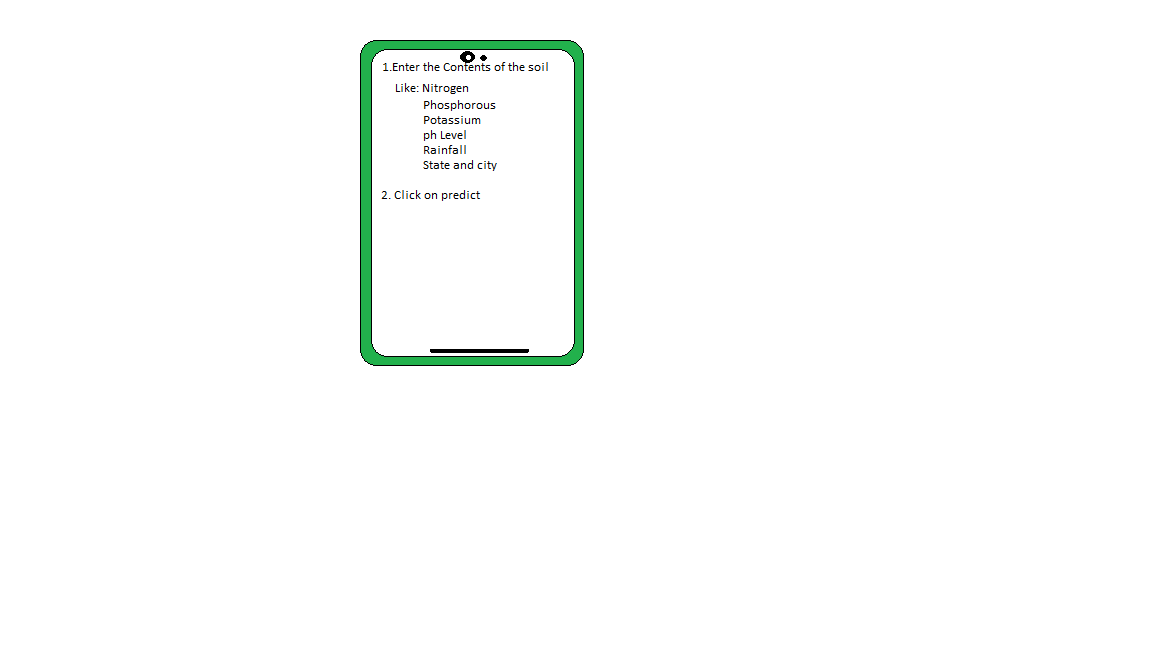 1.Enter the Contents of the soil
Like: Nitrogen
Phosphorous
Potassium
ph Level
Rainfall
State and city
2. Click on predict